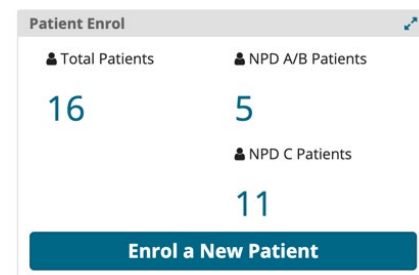 Patient Enrol
Total Patients
NPD A/B Patients
16
5
NPD C Patients
11
Enrol a New Patient